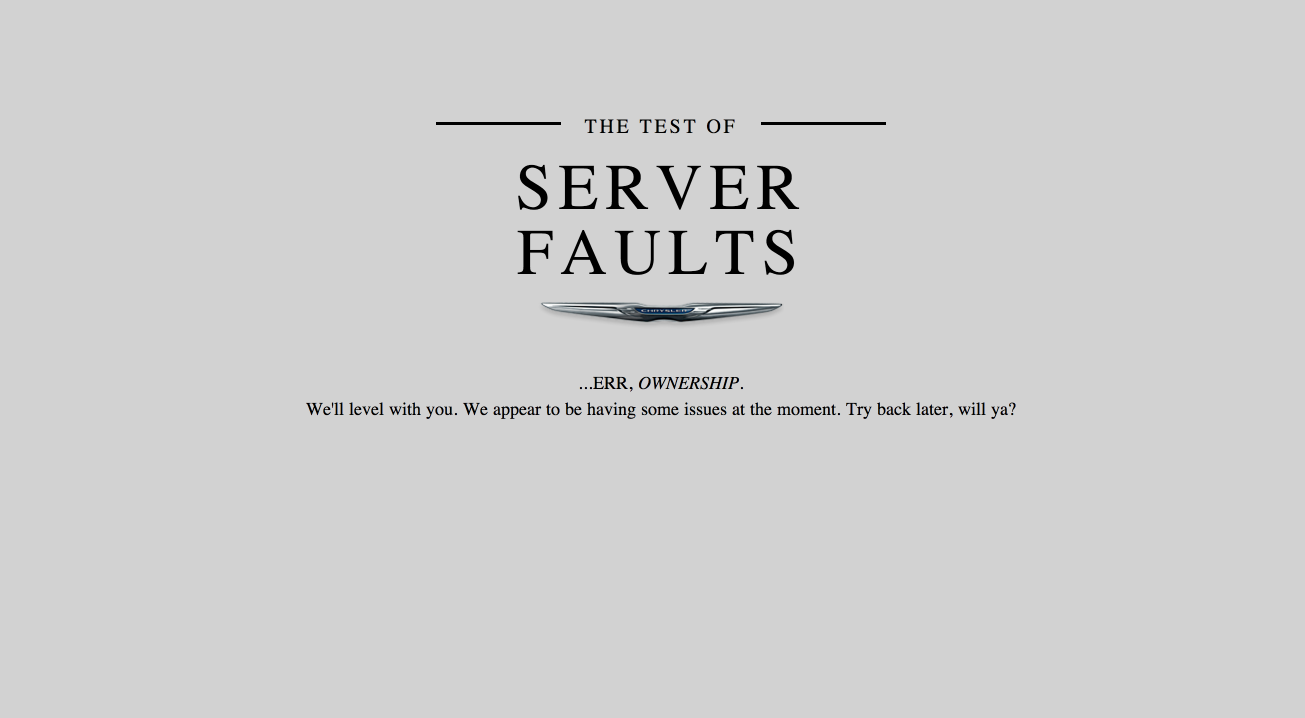 THE TEST OF
SERVER
FAULTS
CHRYSLER
...ERR, OWNERSHIP.
We'll level with you. We appear to be having some issues at the moment. Try back later, will ya?